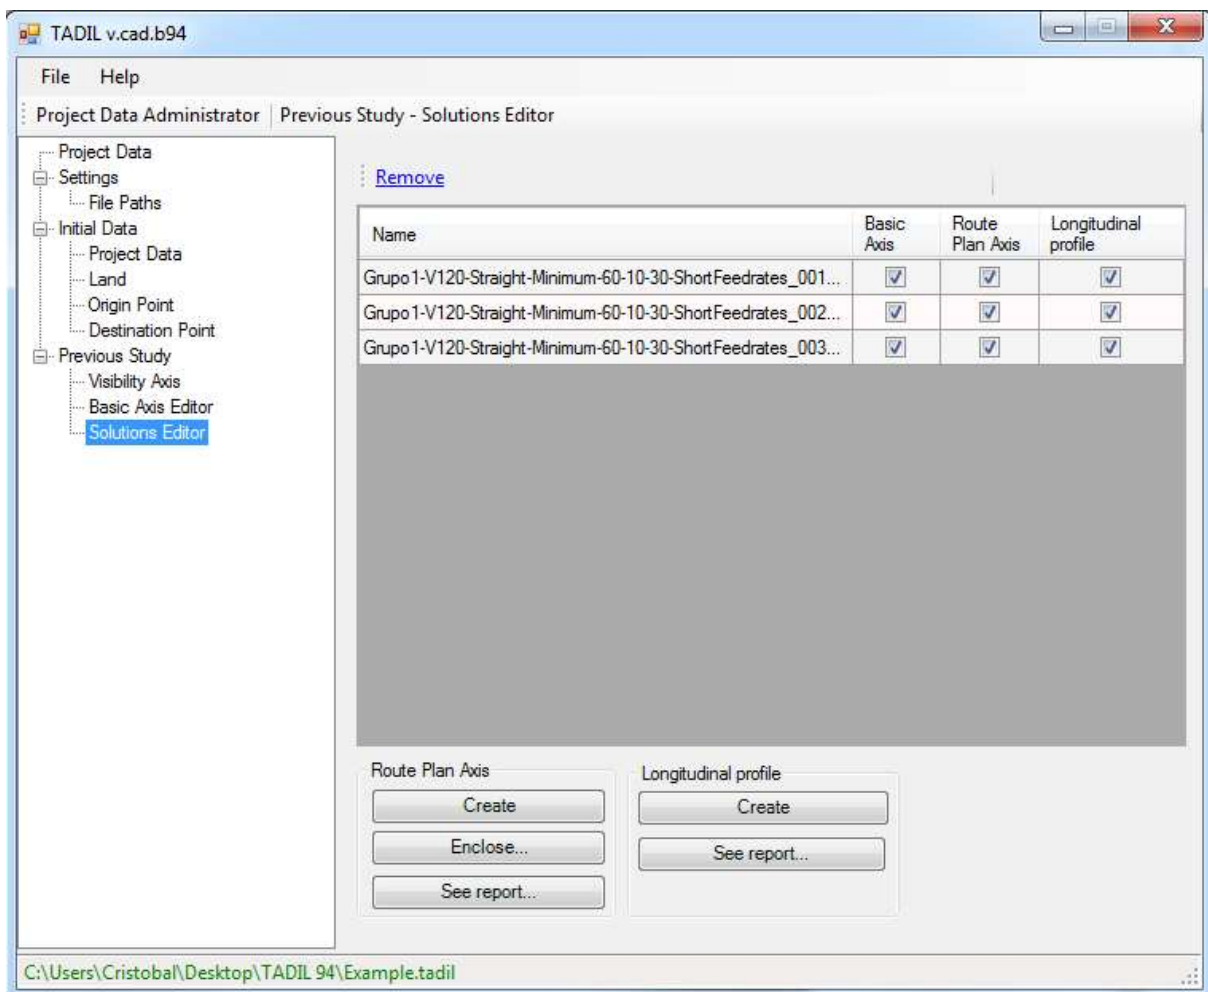 TADIL v.cad.b94
File Help
Project Data Administrator Previous Study - Solutions Editor
Project Data
Settings
File Paths
Initial Data
Project Data
Land
Origin Point
Destination Point
Previous Study
Visibility Axis
Basic Axis Editor
Solutions Editor
Remove
Name
Basic
Axis
Route
Plan Axis
Longitudinal
profile
Grupo1-V120-Straight-Minimum-60-10-30-ShortFeedrates_001...
Grupo1-V120-Straight-Minimum-60-10-30-ShortFeedrates_002...
Grupo1-V120-Straight-Minimum-60-10-30-ShortFeedrates_003...
Route Plan Axis
Create
Enclose...
See report...
Longitudinal profile
Create
See report...
C:\Users\Cristobal\Desktop\TADIL 94\Example.tadil